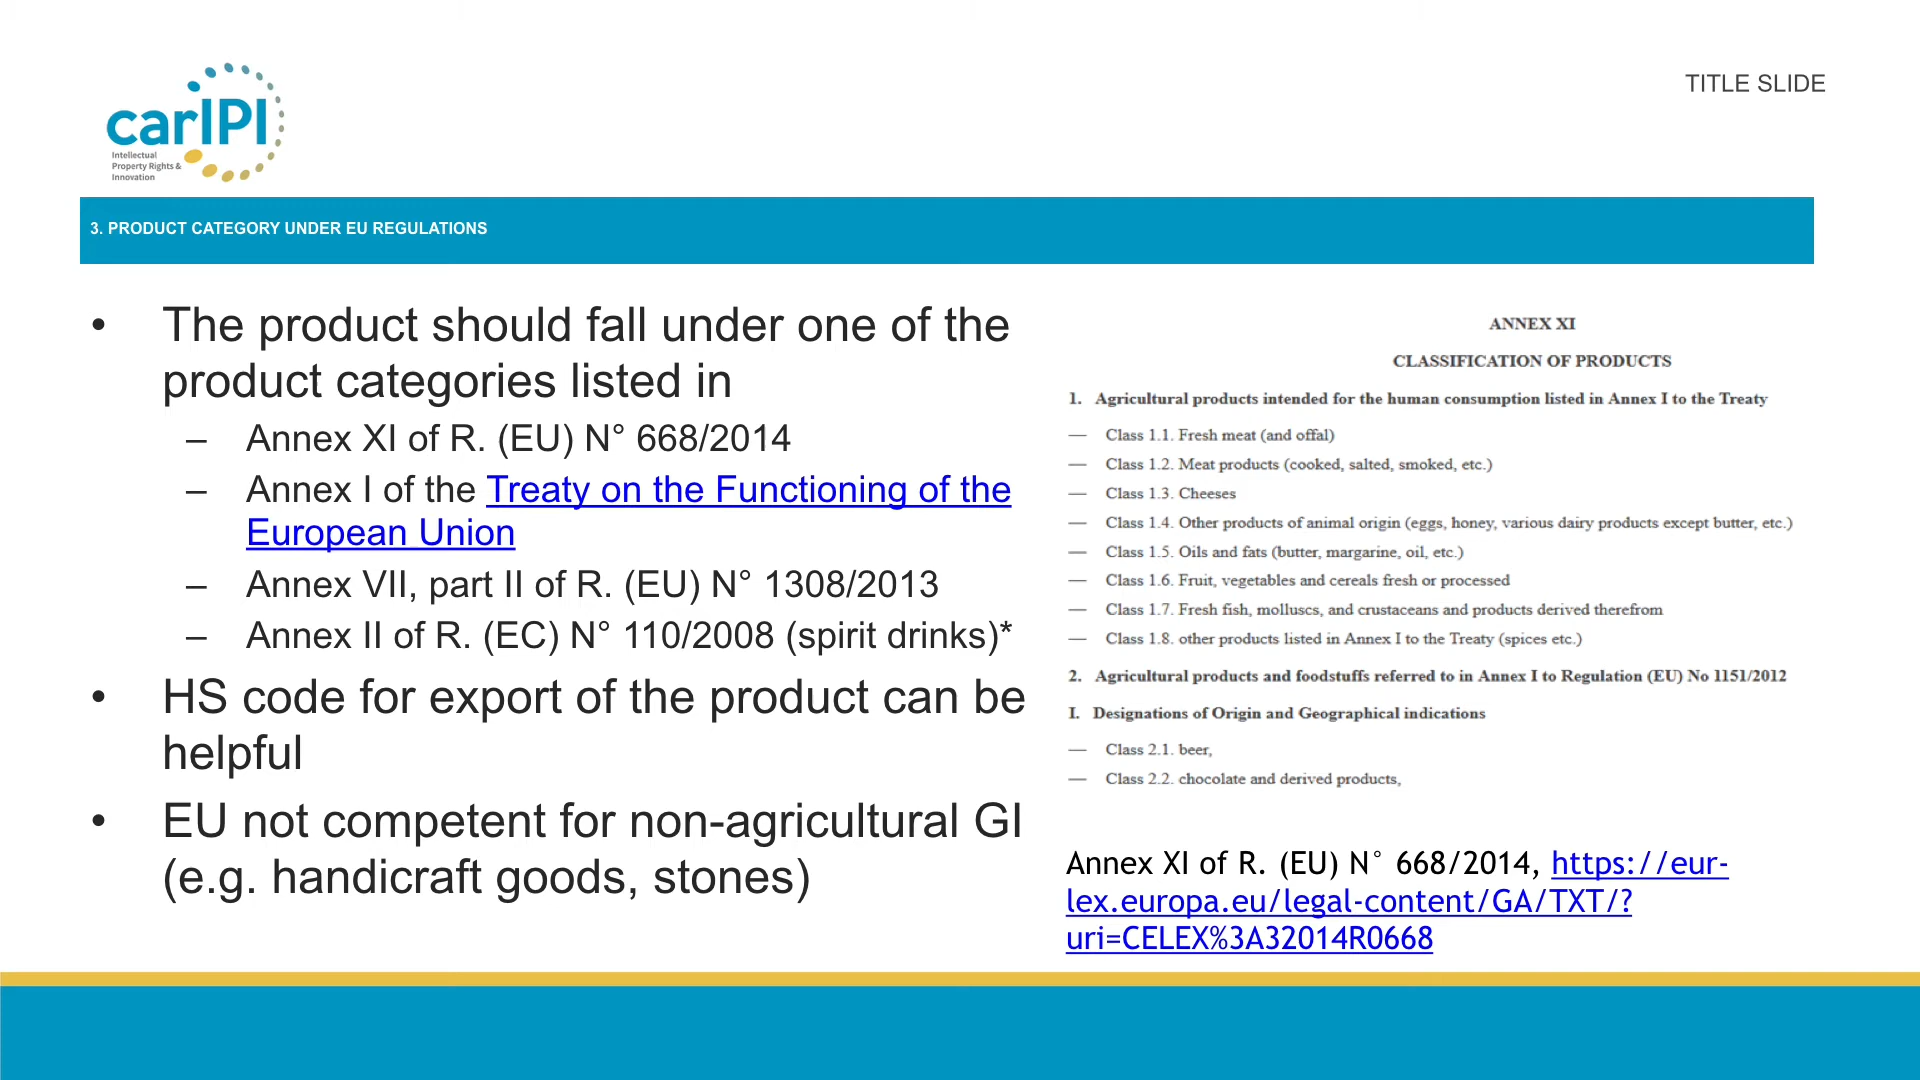 carIPI
Intellectual
Property Rights &
Innovation
TITLE SLIDE
3. PRODUCT CATEGORY UNDER EU REGULATIONS
• The product should fall under one of the
product categories listed in
– Annex XI of R. (EU) N° 668/2014
– Annex I of the Treaty on the Functioning of the
European Union
– Annex VII, part II of R. (EU) N° 1308/2013
– Annex II of R. (EC) N° 110/2008 (spirit drinks)*
• HS code for export of the product can be
helpful
• EU not competent for non-agricultural GI
(e.g. handicraft goods, stones)
ANNEX XI
CLASSIFICATION OF PRODUCTS
1. Agricultural products intended for the human consumption listed in Annex I to the Treaty
— Class 1.1. Fresh meat (and offal)
— Class 1.2. Meat products (cooked, salted, smoked, etc.)
— Class 1.3. Cheeses
— Class 1.4. Other products of animal origin (eggs, honey, various dairy products except butter, etc.)
— Class 1.5. Oils and fats (butter, margarine, oil, etc.)
— Class 1.6. Fruit, vegetables and cereals fresh or processed
— Class 1.7. Fresh fish, molluscs, and crustaceans and products derived therefrom
— Class 1.8. other products listed in Annex I to the Treaty (spices etc.)
2. Agricultural products and foodstuffs referred to in Annex I to Regulation (EU) No 1151/2012
I. Designations of Origin and Geographical indications
— Class 2.1. beer,
— Class 2.2. chocolate and derived products,
Annex XI of R. (EU) N° 668/2014, https://eur-
lex.europa.eu/legal-content/GA/TXT/?
uri=CELEX%3A32014R0668